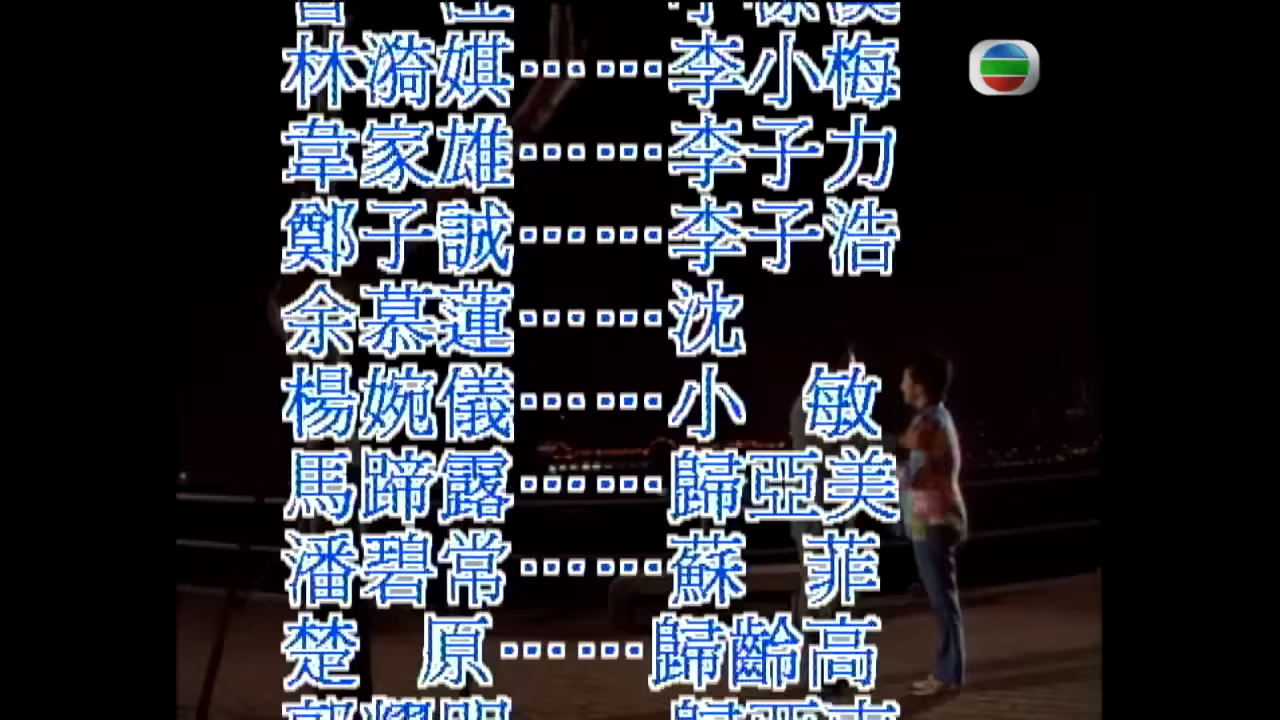 林漪娸……李小梅
韋家雄……李子力
鄭子誠……李子浩
余慕蓮……沈
楊婉儀……小 敏
馬蹄露……歸亞美
潘碧常……蘇 菲
楚 原……歸齡高